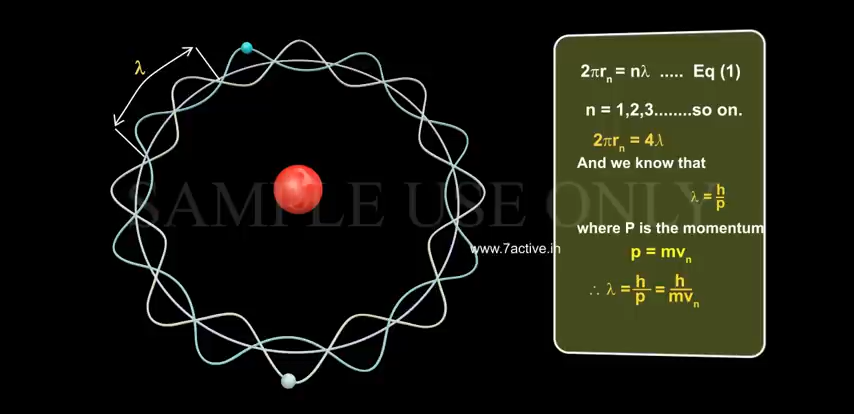 λ
2πrₙ = nλ ..... Eq (1)
n = 1,2,3........so on.
2πrₙ = 4λ
And we know that
λ = h/p
where P is the momentum
p = mvₙ
∴ λ = h/p = h/mvₙ
SAMPLE USE ONLY
www.7active.in